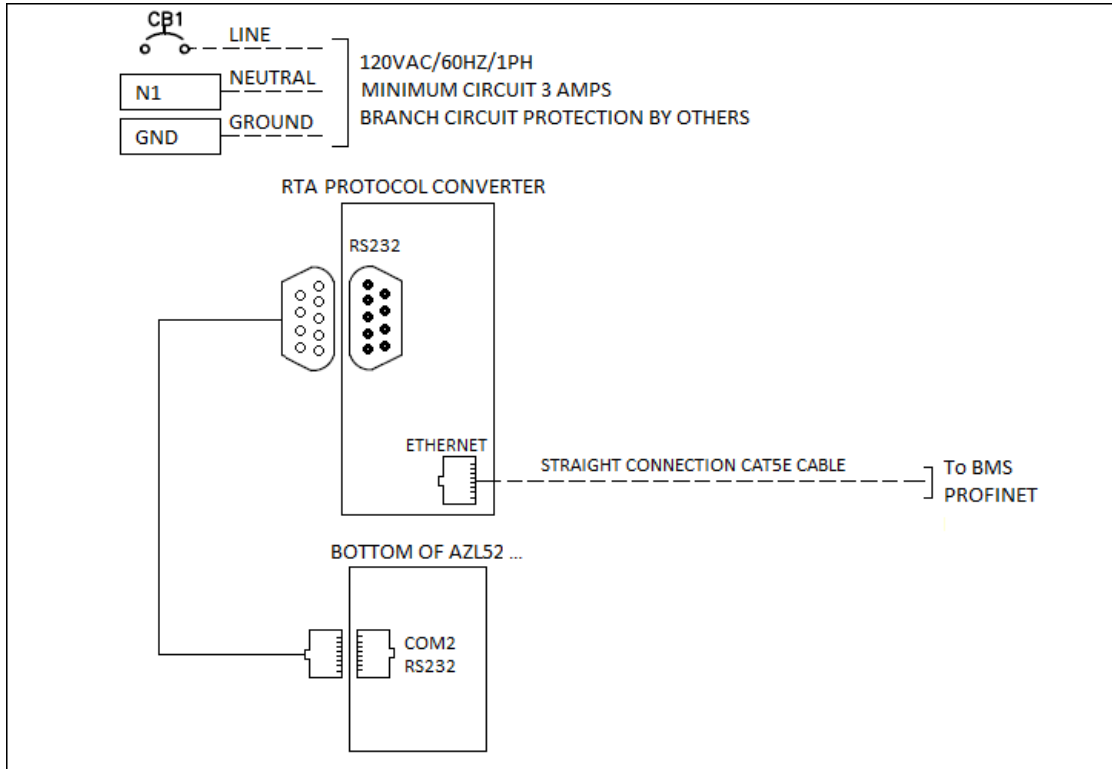 CB1
LINE
N1
NEUTRAL
GND
GROUND
120VAC/60HZ/1PH
MINIMUM CIRCUIT 3 AMPS
BRANCH CIRCUIT PROTECTION BY OTHERS
RTA PROTOCOL CONVERTER
RS232
ETHERNET
STRAIGHT CONNECTION CAT5E CABLE
To BMS
PROFINET
BOTTOM OF AZL52 ...
COM2
RS232